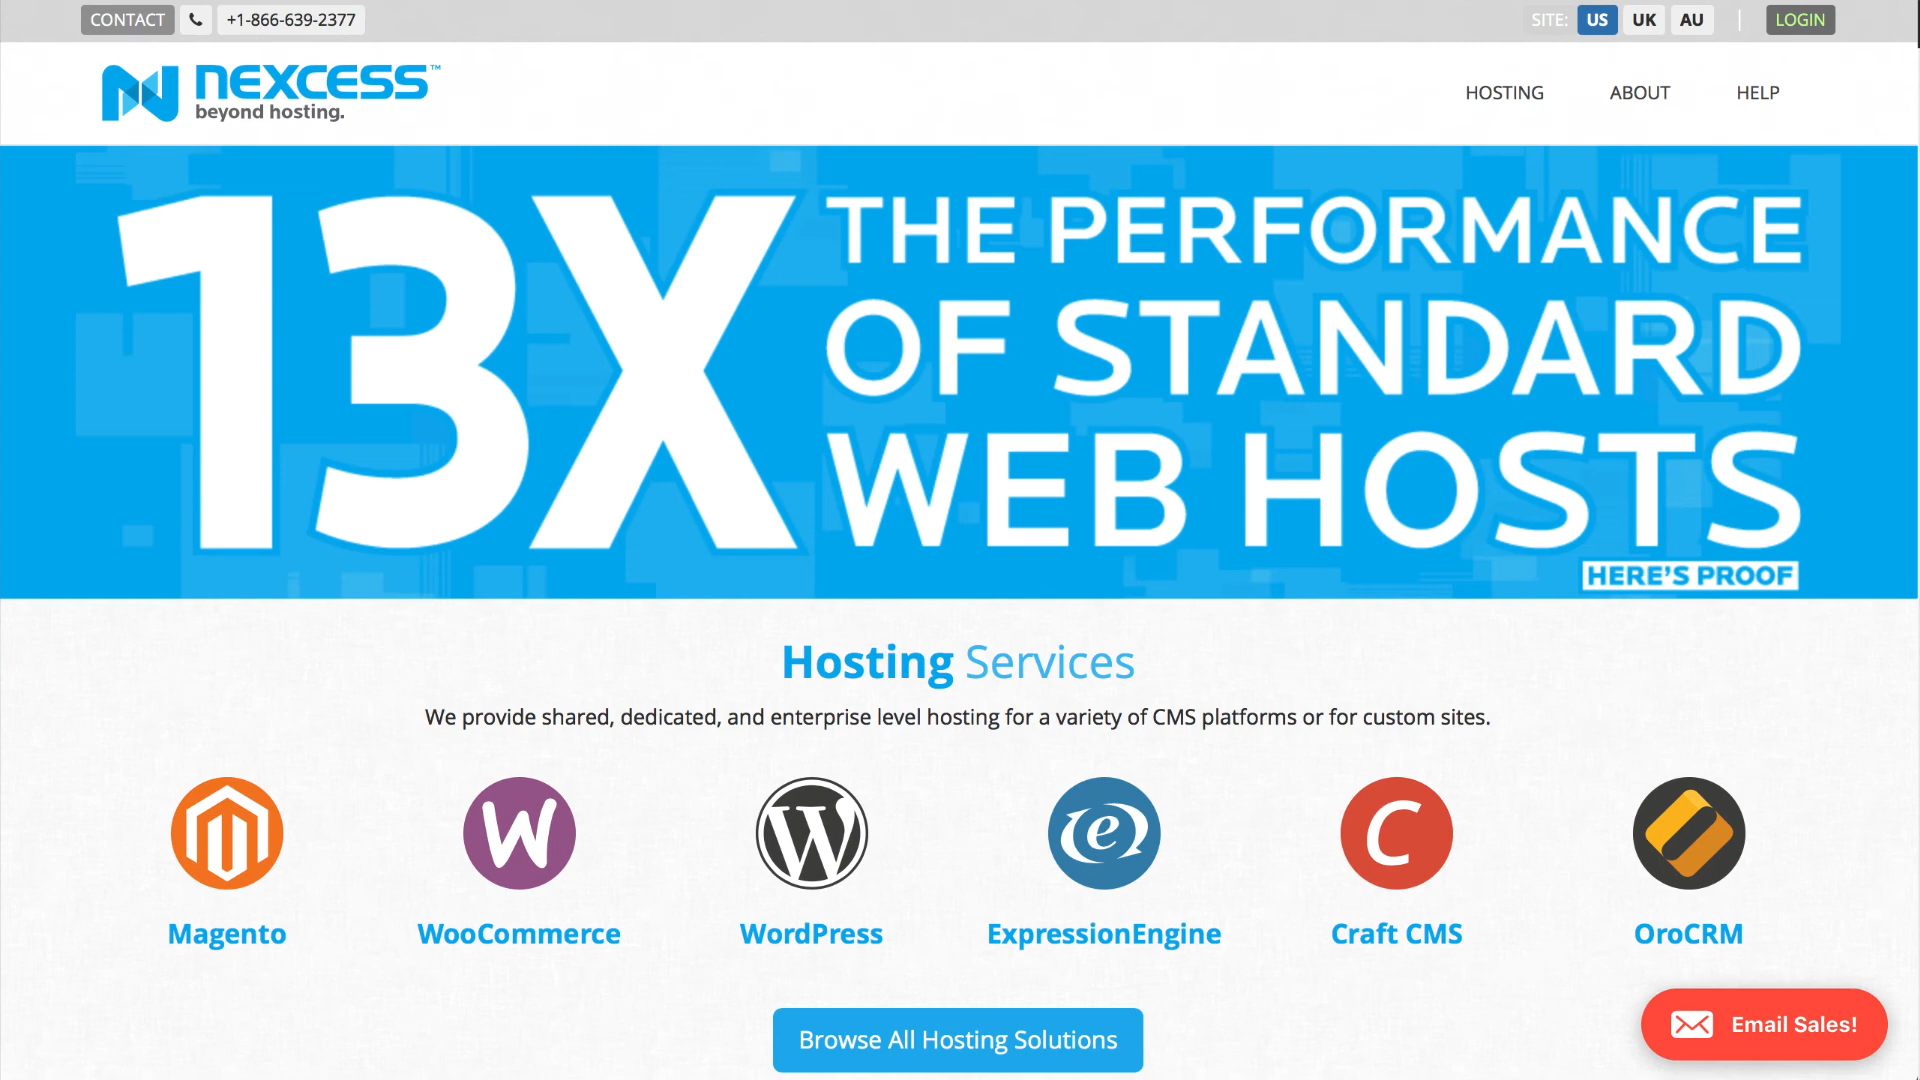 CONTACT +1-866-639-2377 SITE: US UK AU LOGIN
nexcess™
beyond hosting.
HOSTING ABOUT HELP
13X THE PERFORMANCE
OF STANDARD
WEB HOSTS
HERE'S PROOF
Hosting Services
We provide shared, dedicated, and enterprise level hosting for a variety of CMS platforms or for custom sites.
Magento WooCommerce WordPress ExpressionEngine Craft CMS OroCRM
Browse All Hosting Solutions
Email Sales!